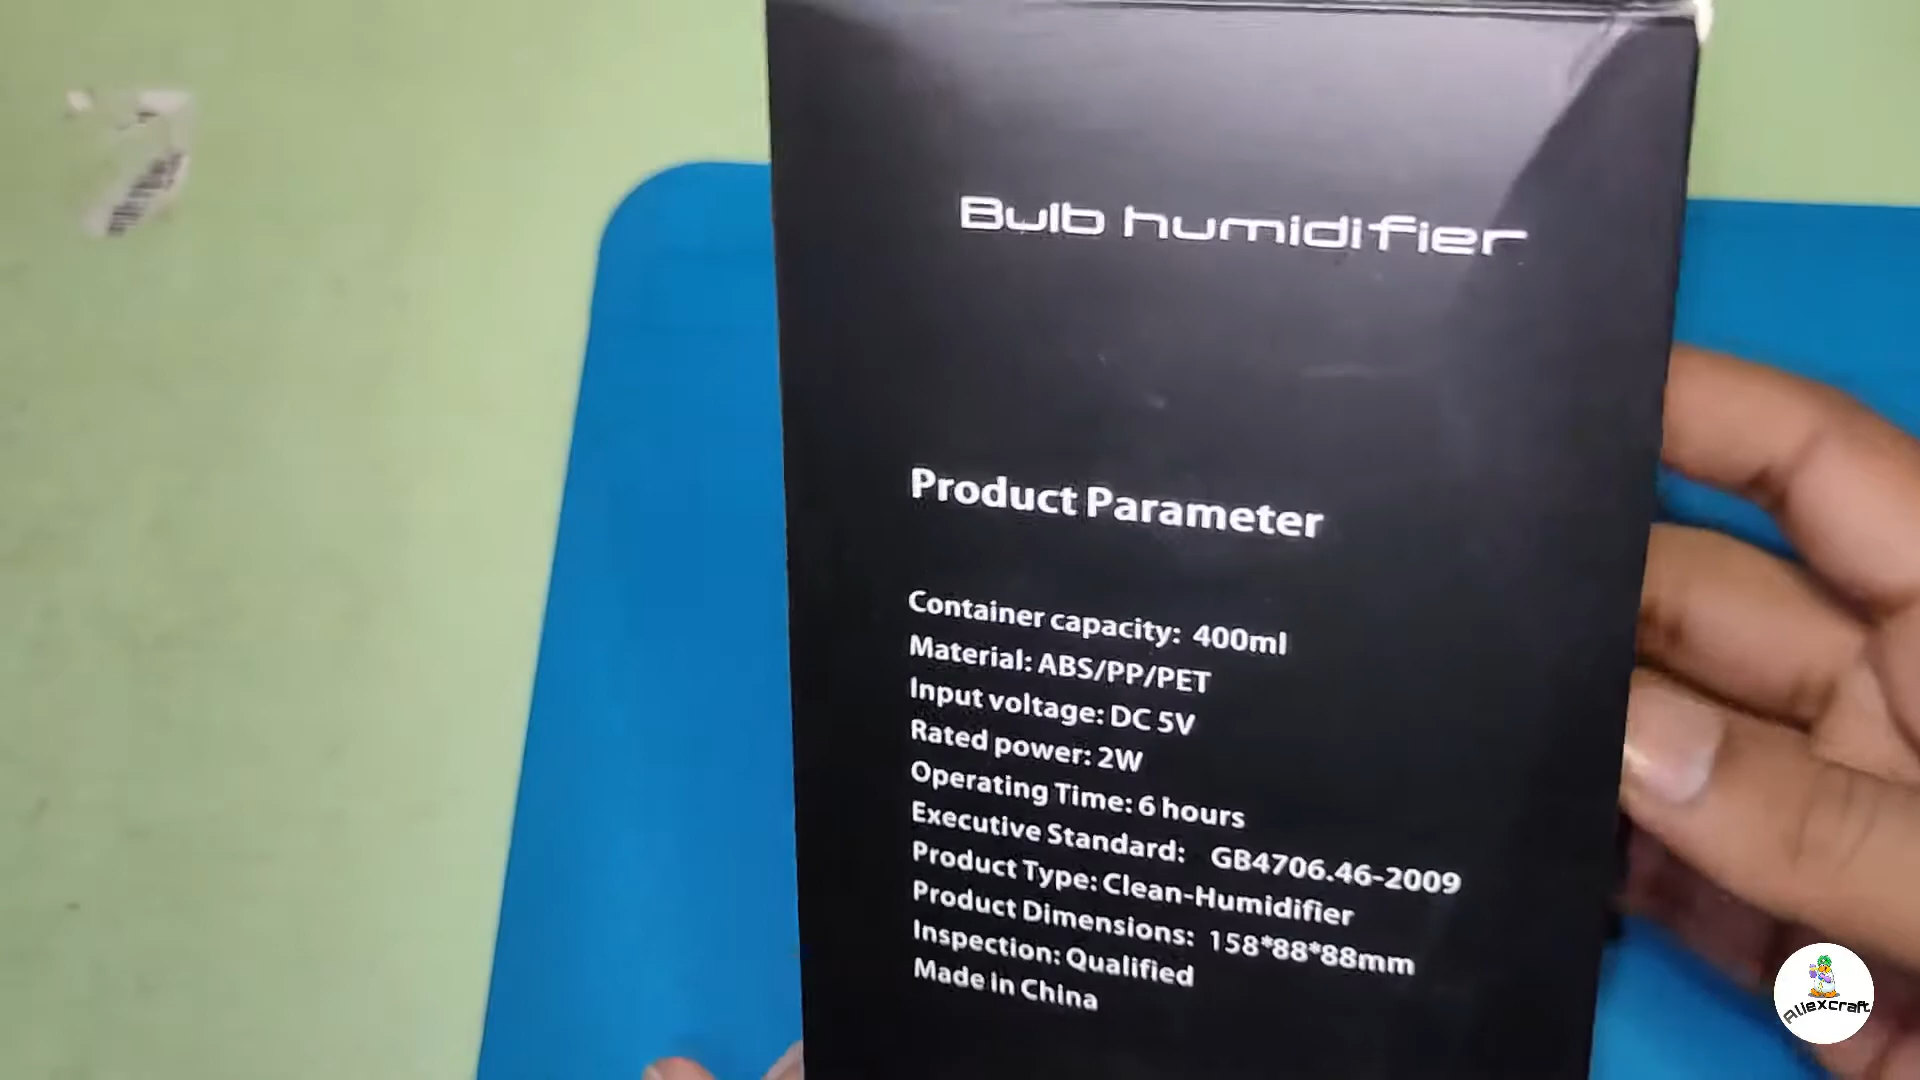 Bulb humidifier
Product Parameter
Container capacity: 400ml
Material: ABS/PP/PET
Input voltage: DC 5V
Rated power: 2W
Operating Time: 6 hours
Executive Standard: GB4706.46-2009
Product Type: Clean-Humidifier
Product Dimensions: 158*88*88mm
Inspection: Qualified
Made in China
Aliexcraft